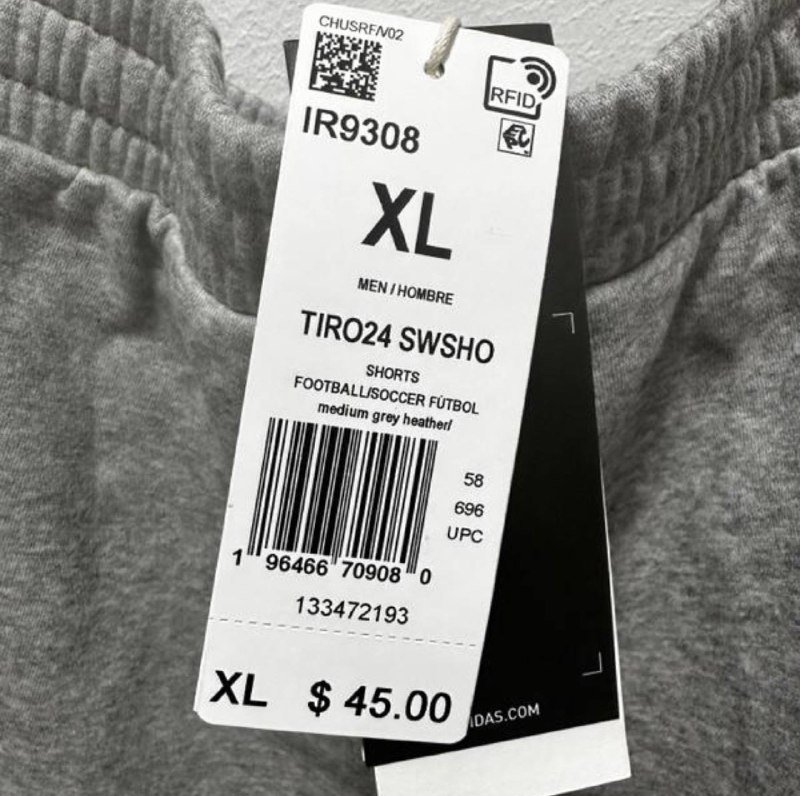 CHUSRF/V02
RFID
IR9308
XL
MEN / HOMBRE
TIRO24 SWSHO
SHORTS
FOOTBALL/SOCCER FÚTBOL
medium grey heather/
58
696
UPC
1 96466 70908 0
133472193
XL $ 45.00
IDAS.COM